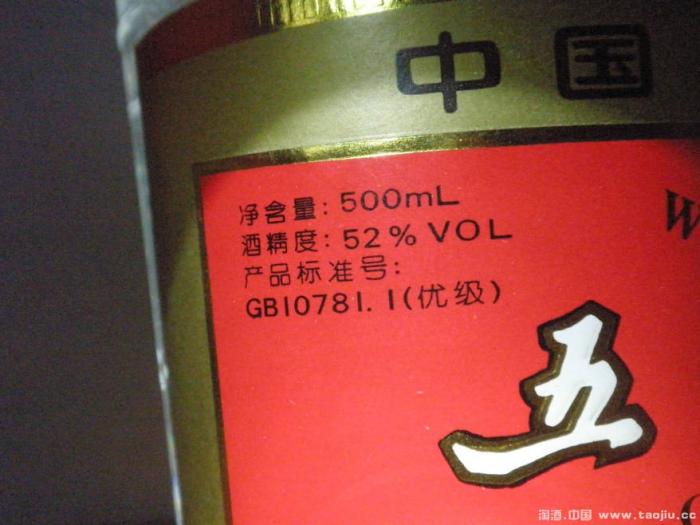 中国
净含量: 500mL
酒精度: 52% VOL
产品标准号:
GB10781.1(优级)
W
五
淘酒.中国 www.taojiu.cc